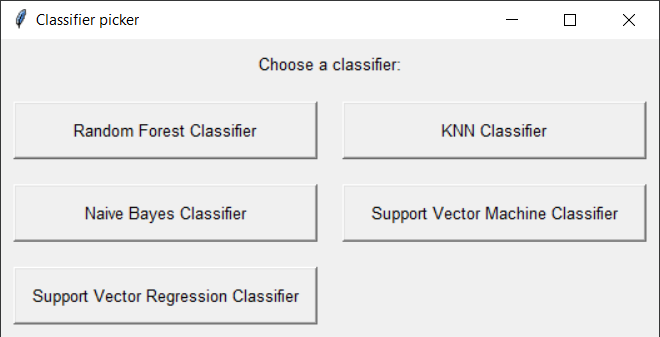 Classifier picker
Choose a classifier:
Random Forest Classifier
KNN Classifier
Naive Bayes Classifier
Support Vector Machine Classifier
Support Vector Regression Classifier